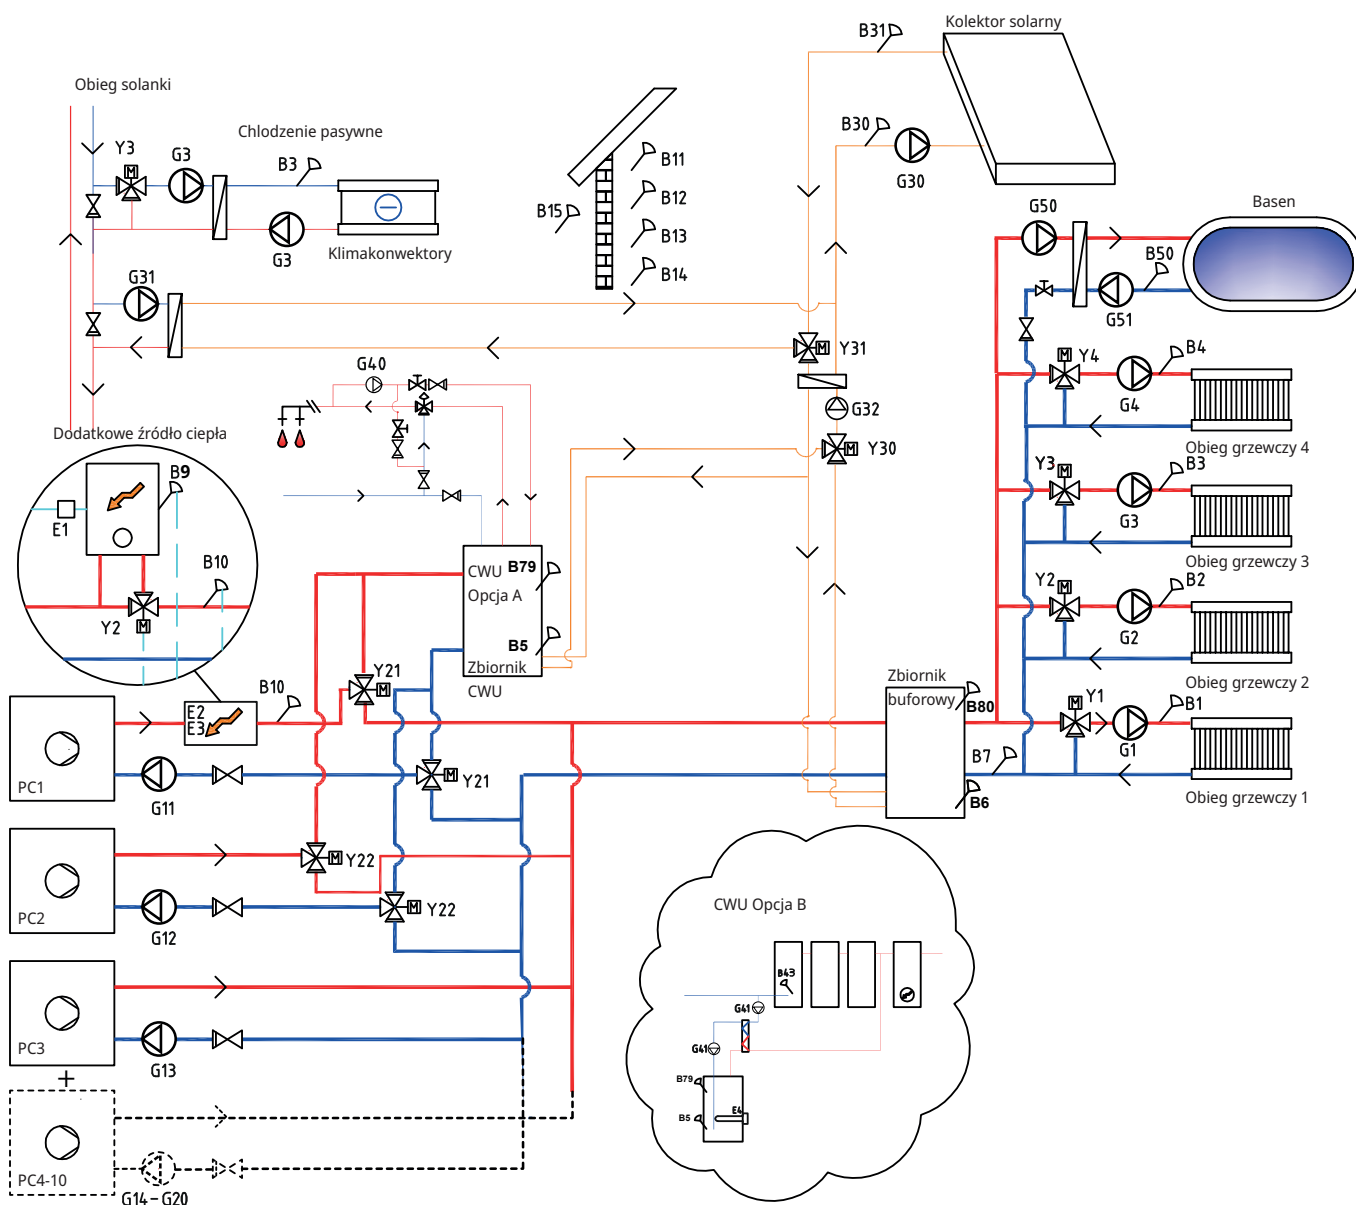 Kolektor solarny
B31
Obieg solanki
Chlodzenie pasywne
B30
G30
Y3
G3
B3
B11
B12
B15
B13
B14
G3
Klimakonwektory
G50
Basen
B50
G51
G31
Y31
G40
G32
Y30
Y4
B4
G4
Obieg grzewczy 4
Dodatkowe źródło ciepła
B9
E1
B10
Y2
Y3
B3
G3
Obieg grzewczy 3
CWU B79
Opcja A
B5
Zbiornik
CWU
Y2
B2
G2
Obieg grzewczy 2
Y21
B10
E2
E3
Zbiornik
buforowy
B80
Y1
B1
G1
B7
B6
Obieg grzewczy 1
PC1
G11
Y21
Y22
PC2
G12
Y22
CWU Opcja B
B43
G41
G41
B79
B5
E4
PC3
G13
+
PC4-10
G14-G20
M
M
M
M
M
M
M
M
M
M
M
M